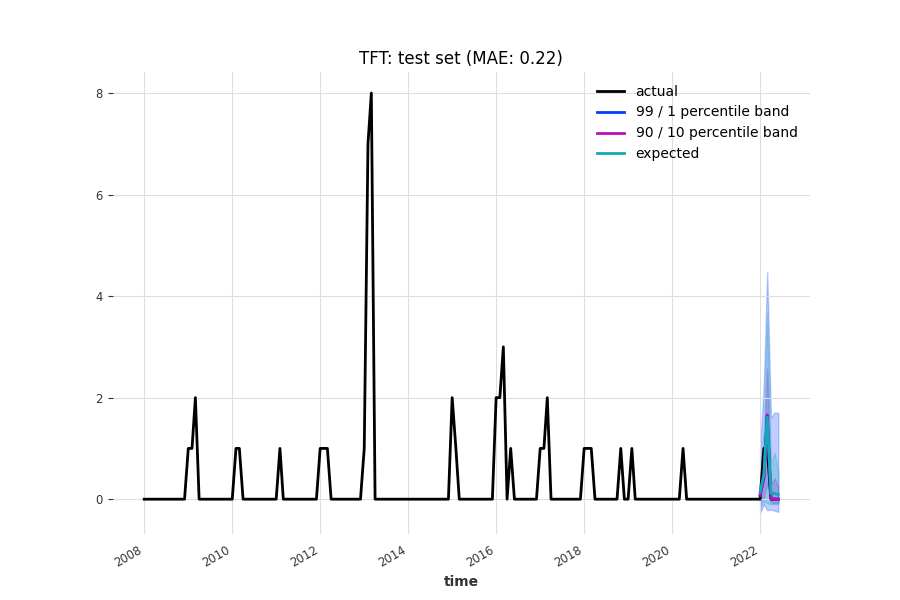 TFT: test set (MAE: 0.22)
actual
99 / 1 percentile band
90 / 10 percentile band
expected
8
6
4
2
0
2008
2010
2012
2014
2016
2018
2020
2022
time